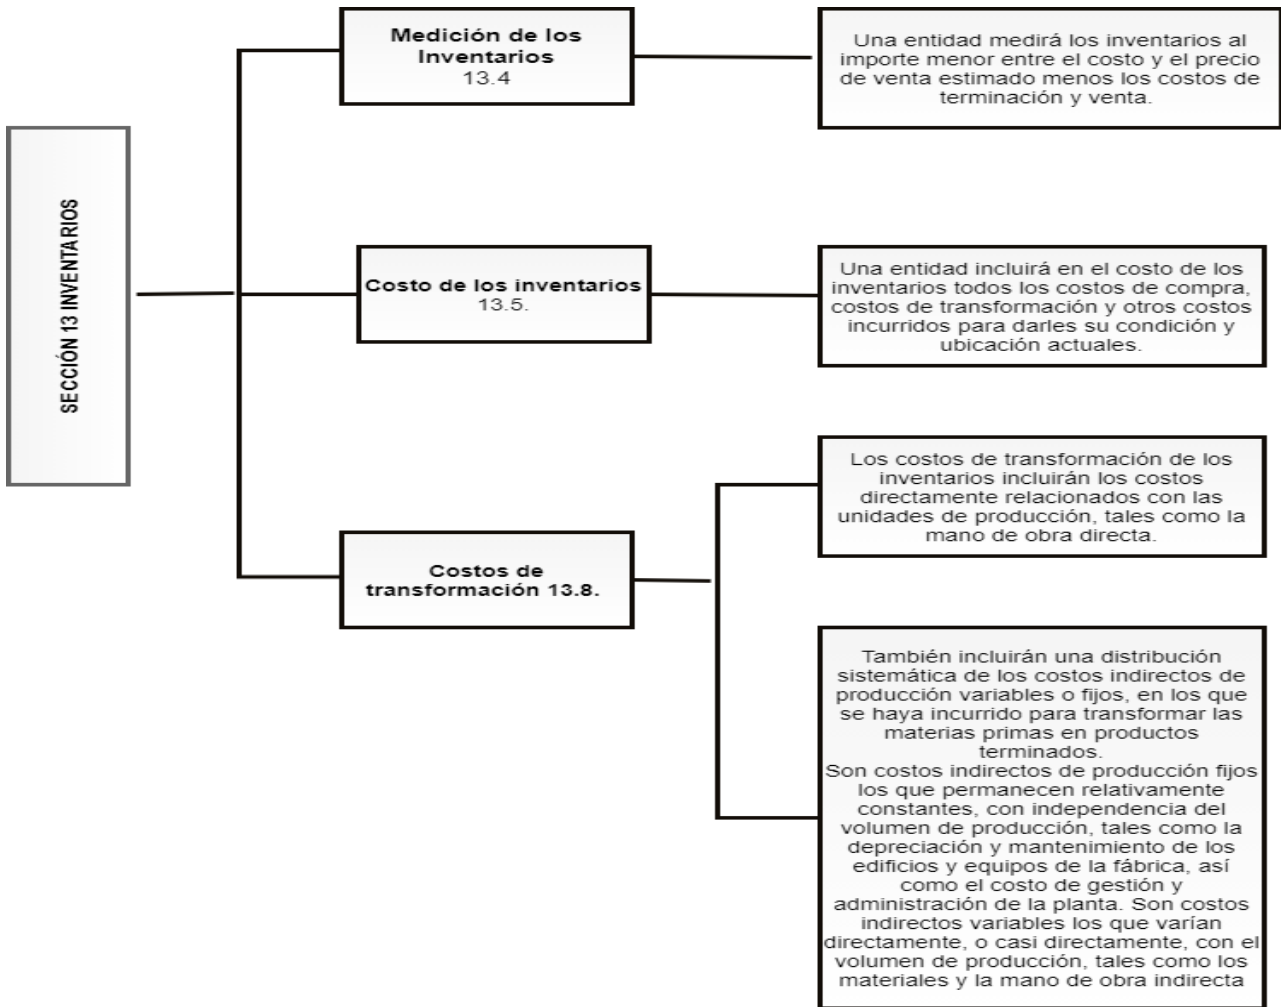 SECCIÓN 13 INVENTARIOS
Medición de los
Inventarios
13.4
Una entidad medirá los inventarios al
importe menor entre el costo y el precio
de venta estimado menos los costos de
terminación y venta.
Costo de los inventarios
13.5.
Una entidad incluirá en el costo de los
inventarios todos los costos de compra,
costos de transformación y otros costos
incurridos para darles su condición y
ubicación actuales.
Costos de
transformación 13.8.
Los costos de transformación de los
inventarios incluirán los costos
directamente relacionados con las
unidades de producción, tales como la
mano de obra directa.
También incluirán una distribución
sistemática de los costos indirectos de
producción variables o fijos, en los que
se haya incurrido para transformar las
materias primas en productos
terminados.
Son costos indirectos de producción fijos
los que permanecen relativamente
constantes, con independencia del
volumen de producción, tales como la
depreciación y mantenimiento de los
edificios y equipos de la fábrica, así
como el costo de gestión y
administración de la planta. Son costos
indirectos variables los que varían
directamente, o casi directamente, con el
volumen de producción, tales como los
materiales y la mano de obra indirecta